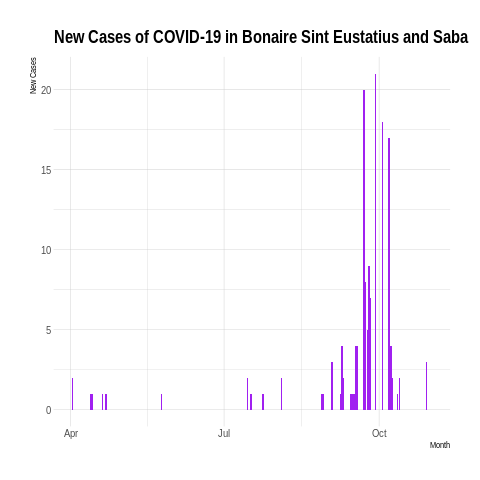 New Cases of COVID-19 in Bonaire Sint Eustatius and Saba
New Cases
20
15
10
5
0
Apr
Jul
Oct
Month